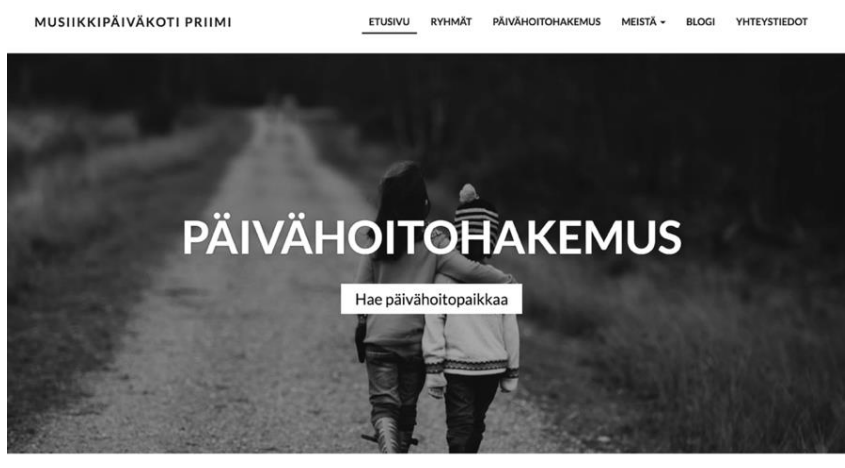 MUSIIKKIPÄIVÄKOTI PRIIMI
ETUSIVU RYHMÄT PÄIVÄHOITOHAKEMUS MEISTÄ BLOGI YHTEYSTIEDOT
PÄIVÄHOITOHAKEMUS
Hae päivähoitopaikkaa